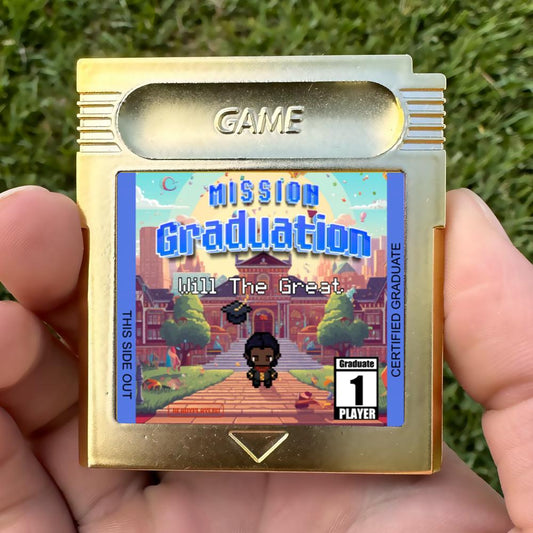 GAME
MISSION
Graduation
Will The Great
THIS SIDE OUT
CERTIFIED GRADUATE
Graduate
1
PLAYER